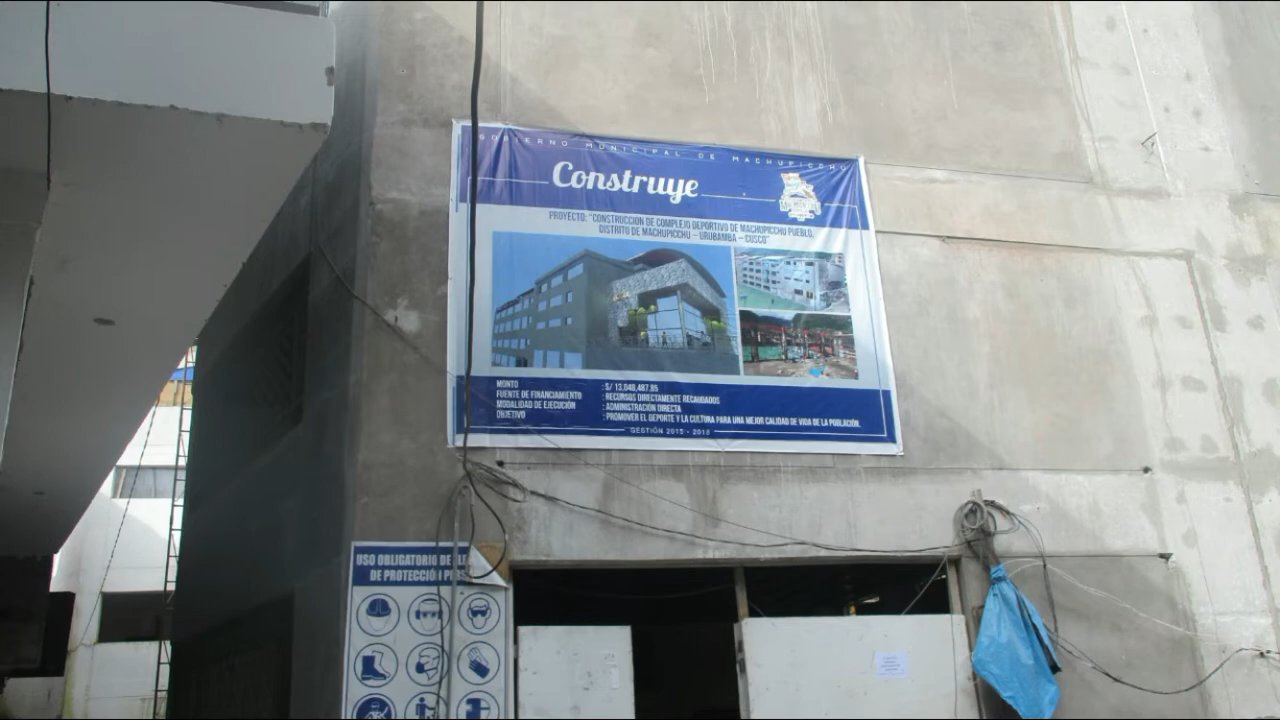 GOBIERNO MUNICIPAL DE MACHUPICCHU
Construye
PROYECTO: "CONSTRUCCION DE COMPLEJO DEPORTIVO DE MACHUPICCHU PUEBLO,
DISTRITO DE MACHUPICCHU - URUBAMBA - CUSCO"
MONTO : S/ 13,048,487.95
FUENTE DE FINANCIAMIENTO : RECURSOS DIRECTAMENTE RECAUDADOS
MODALIDAD DE EJECUCIÓN : ADMINISTRACIÓN DIRECTA
OBJETIVO : PROMOVER EL DEPORTE Y LA CULTURA PARA UNA MEJOR CALIDAD DE VIDA DE LA POBLACIÓN.
GESTIÓN 2015 - 2018
USO OBLIGATORIO DE
DE PROTECCIÓN